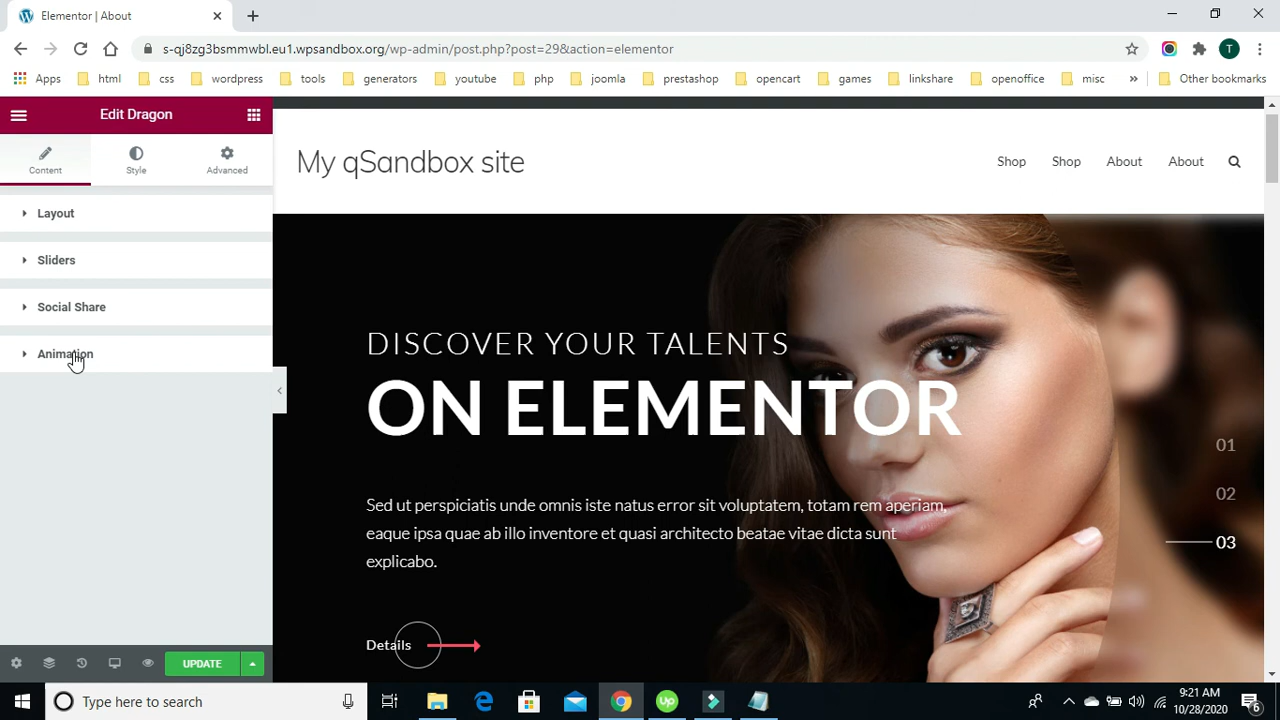 Elementor | About
s-qj8zg3bsmmwbl.eu1.wpsandbox.org/wp-admin/post.php?post=29&action=elementor
T
Apps html css wordpress tools generators youtube php joomla prestashop opencart games linkshare openoffice misc » Other bookmarks
Edit Dragon
Content Style Advanced
Layout
Sliders
Social Share
Animation
UPDATE
My qSandbox site
Shop Shop About About
DISCOVER YOUR TALENTS
ON ELEMENTOR
Sed ut perspiciatis unde omnis iste natus error sit voluptatem, totam rem aperiam,
eaque ipsa quae ab illo inventore et quasi architecto beatae vitae dicta sunt
explicabo.
Details
01
02
03
Type here to search
up
9:21 AM
10/28/2020
6